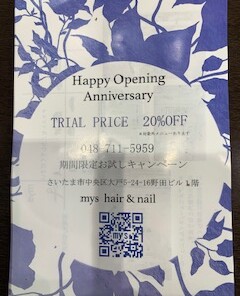 Happy Opening
Anniversary
TRIAL PRICE 20%OFF
048-711-5959
期間限定お試しキャンペーン
さいたま市中央区大戸5-24-16野田ビル1階
mys hair & nail
mys